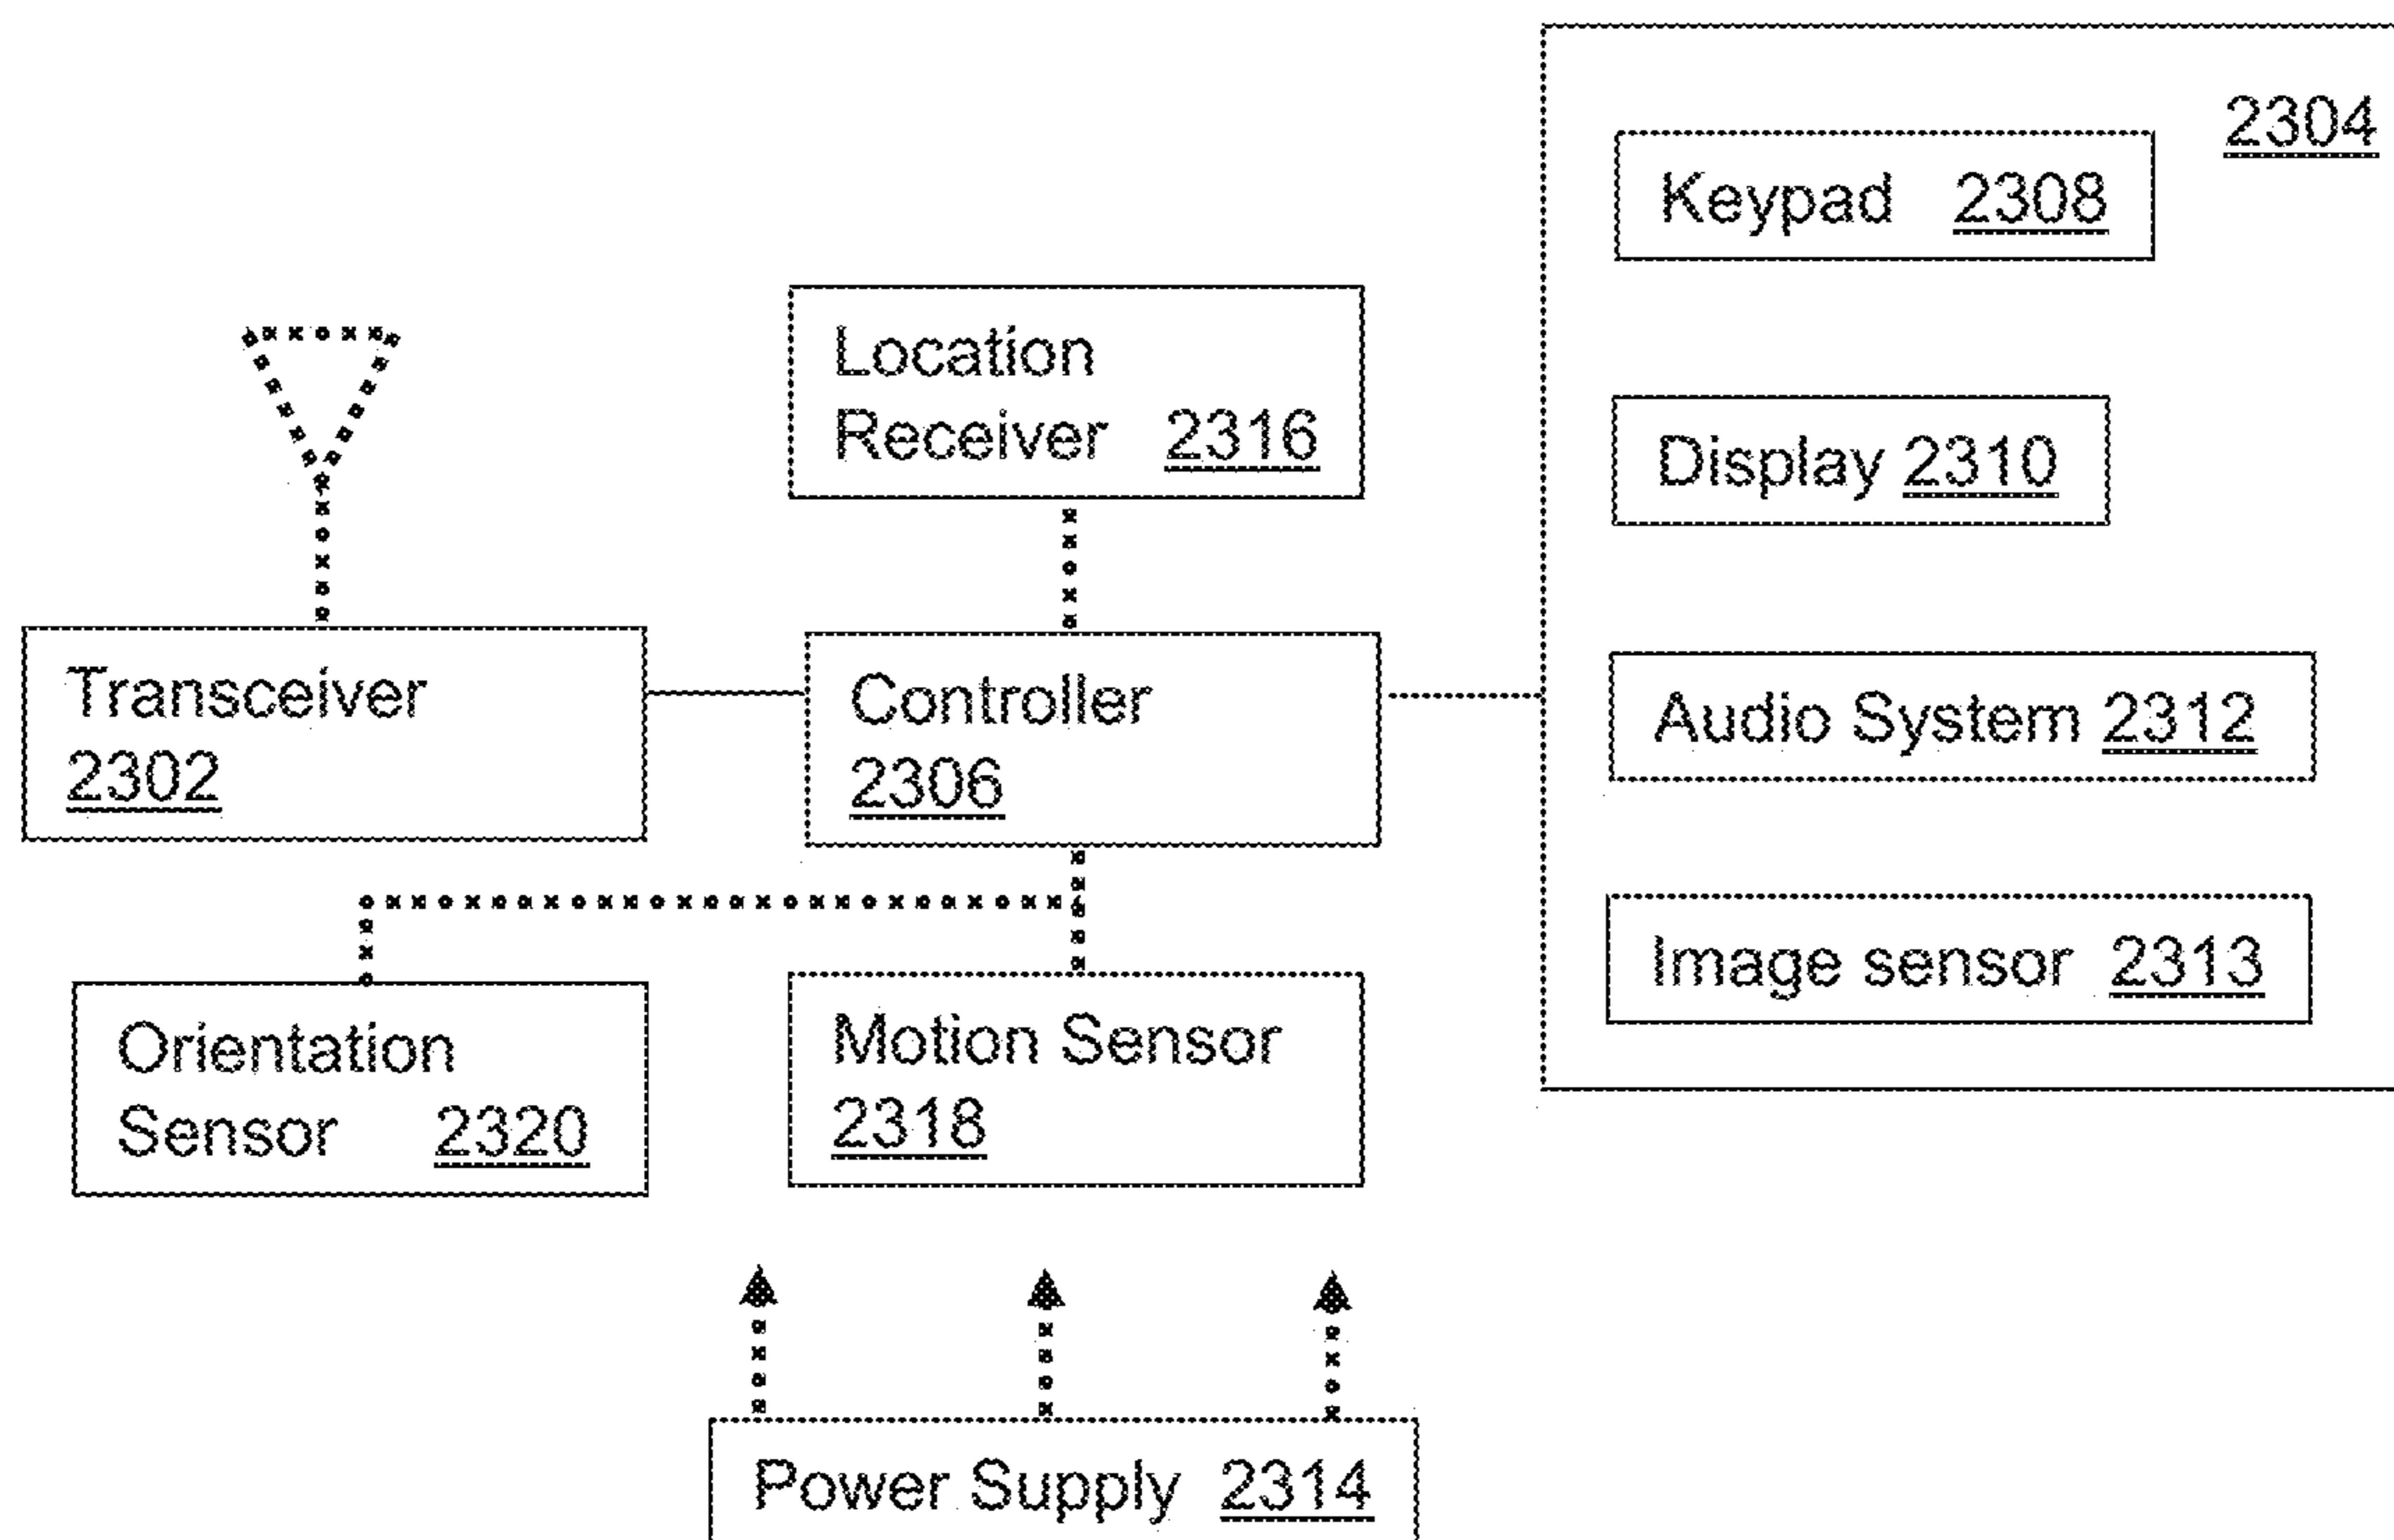 2304
Keypad 2308
Location
Receiver 2316
Display 2310
Transceiver
2302
Controller
2306
Audio System 2312
Image sensor 2313
Orientation
Sensor 2320
Motion Sensor
2318
Power Supply 2314